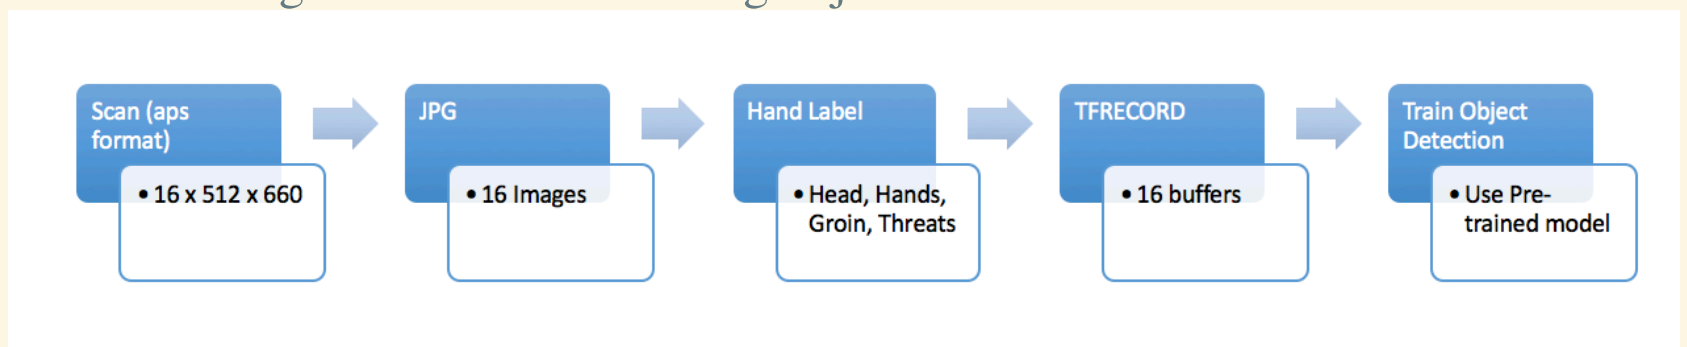 Scan (aps
format)
• 16 x 512 x 660
JPG
• 16 Images
Hand Label
• Head, Hands,
Groin, Threats
TFRECORD
• 16 buffers
Train Object
Detection
• Use Pre-
trained model